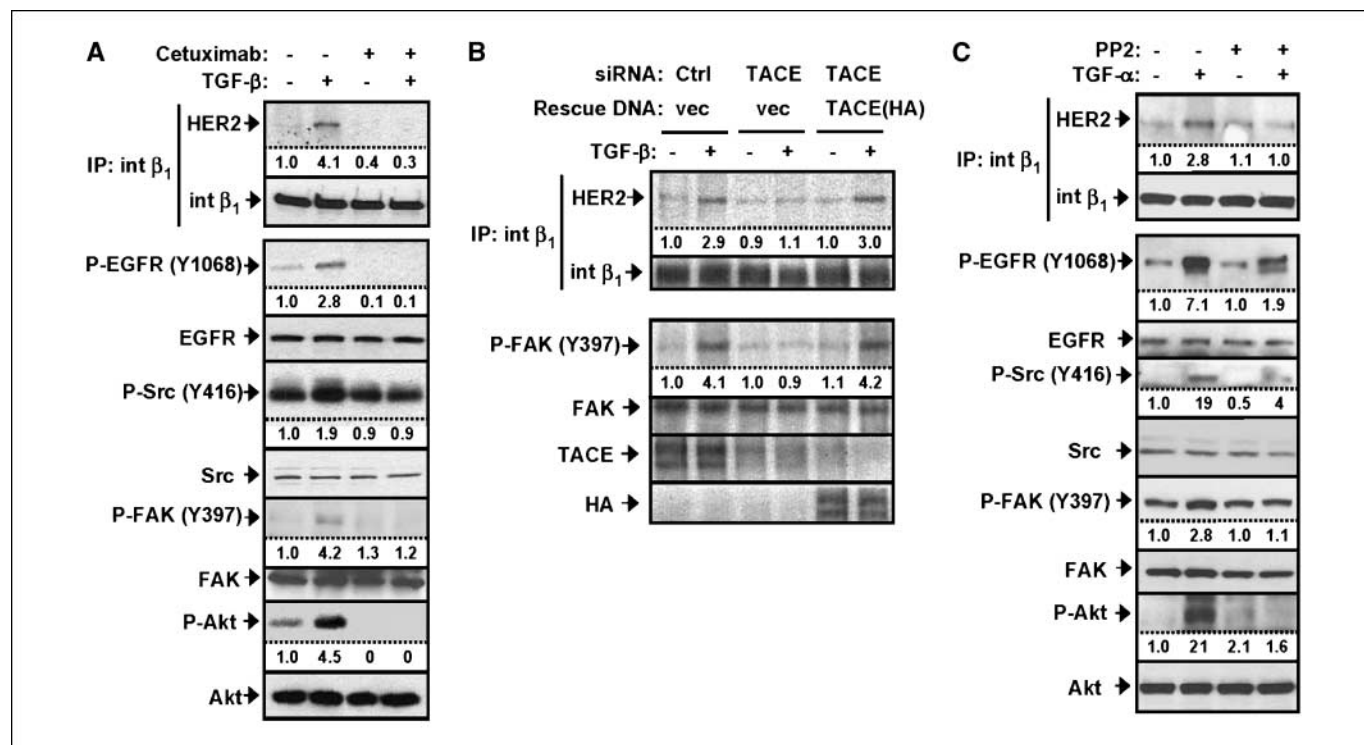 A
Cetuximab: - - + +
TGF-β: - + - +
IP: int β1
HER2
1.0 4.1 0.4 0.3
int β1
P-EGFR (Y1068)
1.0 2.8 0.1 0.1
EGFR
P-Src (Y416)
1.0 1.9 0.9 0.9
Src
P-FAK (Y397)
1.0 4.2 1.3 1.2
FAK
P-Akt
1.0 4.5 0 0
Akt
B
siRNA: Ctrl TACE TACE
Rescue DNA: vec vec TACE(HA)
TGF-β: - + - + - +
IP: int β1
HER2
1.0 2.9 0.9 1.1 1.0 3.0
int β1
P-FAK (Y397)
1.0 4.1 1.0 0.9 1.1 4.2
FAK
TACE
HA
C
PP2: - - + +
TGF-α: - + - +
IP: int β1
HER2
1.0 2.8 1.1 1.0
int β1
P-EGFR (Y1068)
1.0 7.1 1.0 1.9
EGFR
P-Src (Y416)
1.0 19 0.5 4
Src
P-FAK (Y397)
1.0 2.8 1.0 1.1
FAK
P-Akt
1.0 21 2.1 1.6
Akt